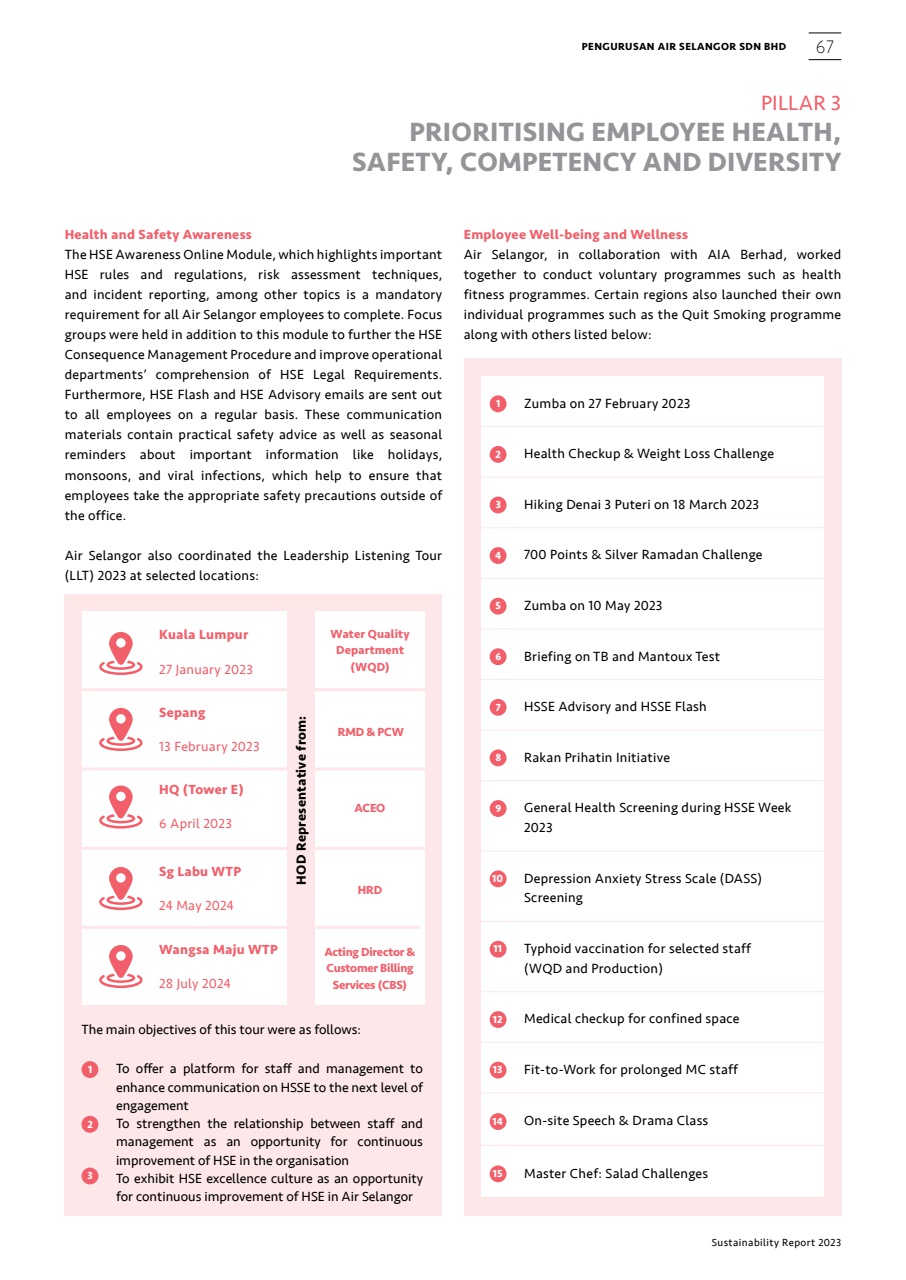 PENGURUSAN AIR SELANGOR SDN BHD 67
PILLAR 3
PRIORITISING EMPLOYEE HEALTH,
SAFETY, COMPETENCY AND DIVERSITY
Health and Safety Awareness
The HSE Awareness Online Module, which highlights important
HSE rules and regulations, risk assessment techniques,
and incident reporting, among other topics is a mandatory
requirement for all Air Selangor employees to complete. Focus
groups were held in addition to this module to further the HSE
Consequence Management Procedure and improve operational
departments’ comprehension of HSE Legal Requirements.
Furthermore, HSE Flash and HSE Advisory emails are sent out
to all employees on a regular basis. These communication
materials contain practical safety advice as well as seasonal
reminders about important information like holidays,
monsoons, and viral infections, which help to ensure that
employees take the appropriate safety precautions outside of
the office.
Air Selangor also coordinated the Leadership Listening Tour
(LLT) 2023 at selected locations:
Kuala Lumpur
27 January 2023
Sepang
13 February 2023
HQ (Tower E)
6 April 2023
Sg Labu WTP
24 May 2024
Wangsa Maju WTP
28 July 2024
HOD Representative from:
Water Quality
Department
(WQD)
RMD & PCW
ACEO
HRD
Acting Director &
Customer Billing
Services (CBS)
The main objectives of this tour were as follows:
1 To offer a platform for staff and management to
enhance communication on HSSE to the next level of
engagement
2 To strengthen the relationship between staff and
management as an opportunity for continuous
improvement of HSE in the organisation
3 To exhibit HSE excellence culture as an opportunity
for continuous improvement of HSE in Air Selangor
Employee Well-being and Wellness
Air Selangor, in collaboration with AIA Berhad, worked
together to conduct voluntary programmes such as health
fitness programmes. Certain regions also launched their own
individual programmes such as the Quit Smoking programme
along with others listed below:
1 Zumba on 27 February 2023
2 Health Checkup & Weight Loss Challenge
3 Hiking Denai 3 Puteri on 18 March 2023
4 700 Points & Silver Ramadan Challenge
5 Zumba on 10 May 2023
6 Briefing on TB and Mantoux Test
7 HSSE Advisory and HSSE Flash
8 Rakan Prihatin Initiative
9 General Health Screening during HSSE Week
2023
10 Depression Anxiety Stress Scale (DASS)
Screening
11 Typhoid vaccination for selected staff
(WQD and Production)
12 Medical checkup for confined space
13 Fit-to-Work for prolonged MC staff
14 On-site Speech & Drama Class
15 Master Chef: Salad Challenges
Sustainability Report 2023